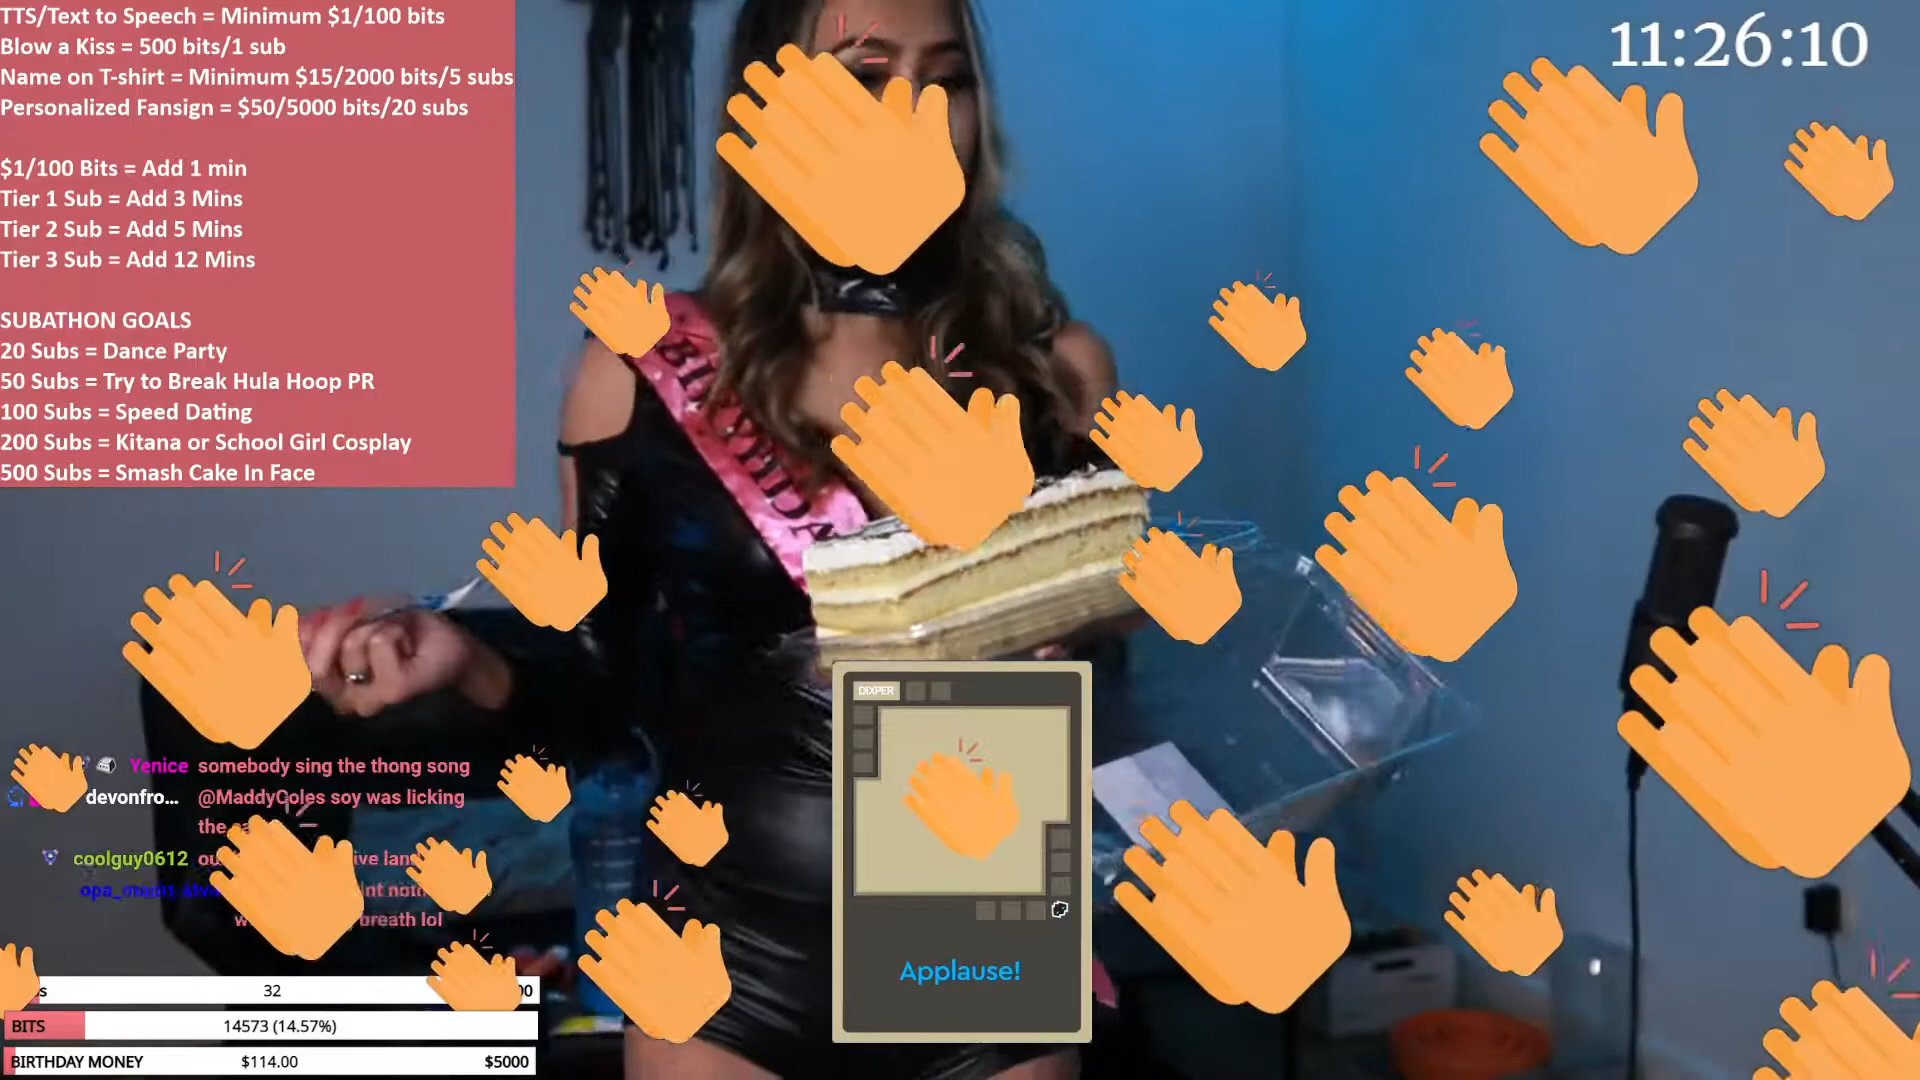 TTS/Text to Speech = Minimum $1/100 bits
Blow a Kiss = 500 bits/1 sub
Name on T-shirt = Minimum $15/2000 bits/5 subs
Personalized Fansign = $50/5000 bits/20 subs
$1/100 Bits = Add 1 min
Tier 1 Sub = Add 3 Mins
Tier 2 Sub = Add 5 Mins
Tier 3 Sub = Add 12 Mins
SUBATHON GOALS
20 Subs = Dance Party
50 Subs = Try to Break Hula Hoop PR
100 Subs = Speed Dating
200 Subs = Kitana or School Girl Cosplay
500 Subs = Smash Cake In Face
11:26:10
BIRTHDA
Yenice somebody sing the thong song
devonfro... @MaddyColes soy was licking
the
coolguy0612
breath lol
32
BITS 14573 (14.57%)
BIRTHDAY MONEY $114.00 $5000
DIXPER
Applause!